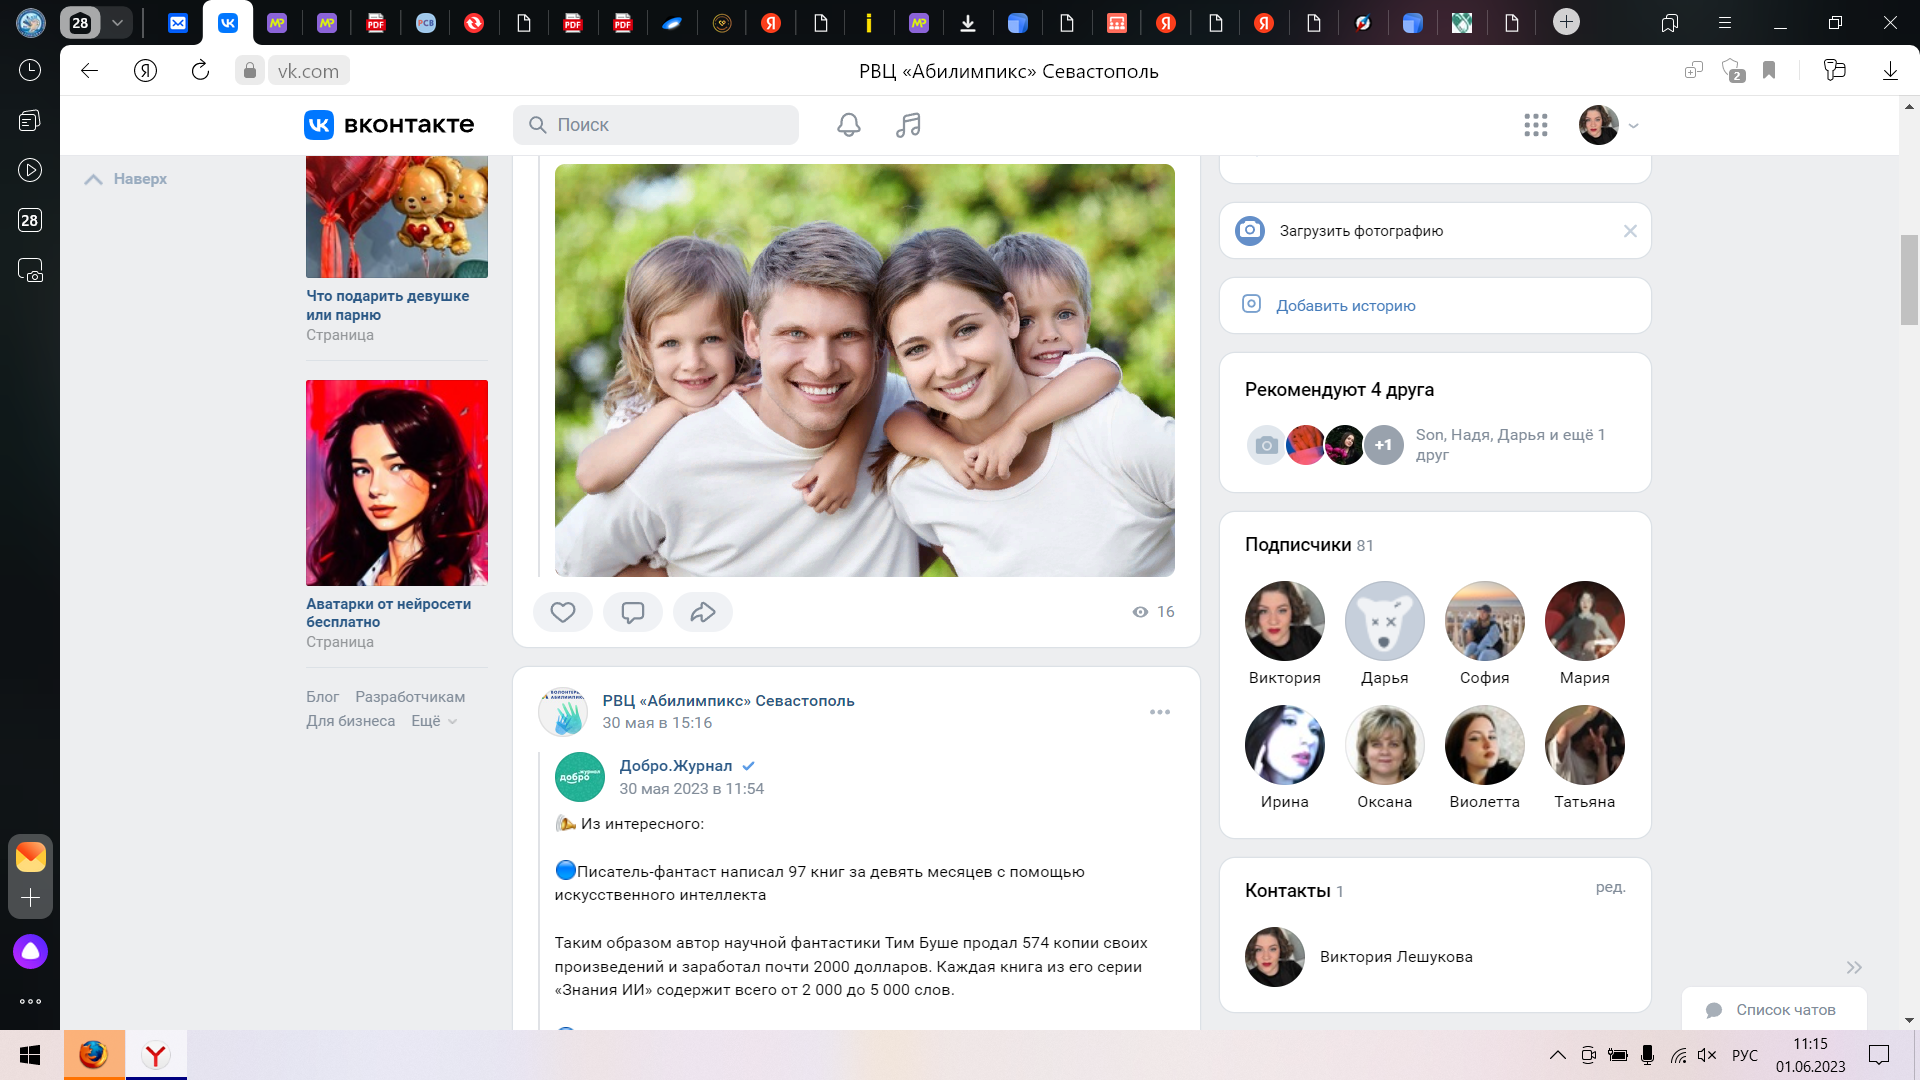 28
РСВ
vk.com
РВЦ «Абилимпикс» Севастополь
2
вконтакте
Поиск
Наверх
28
Что подарить девушке
или парню
Страница
Аватарки от нейросети
бесплатно
Страница
Блог Разработчикам
Для бизнеса Ещё
16
РВЦ «Абилимпикс» Севастополь
30 мая в 15:16
Добро.Журнал
30 мая 2023 в 11:54
Из интересного:
Писатель-фантаст написал 97 книг за девять месяцев с помощью
искусственного интеллекта
Таким образом автор научной фантастики Тим Буше продал 574 копии своих
произведений и заработал почти 2000 долларов. Каждая книга из его серии
«Знания ИИ» содержит всего от 2 000 до 5 000 слов.
Загрузить фотографию
Добавить историю
Рекомендуют 4 друга
+1
Son, Надя, Дарья и ещё 1
друг
Подписчики 81
Виктория Дарья София Мария
Ирина Оксана Виолетта Татьяна
Контакты 1
ред.
Виктория Лешукова
Список чатов
РУС
11:15
01.06.2023